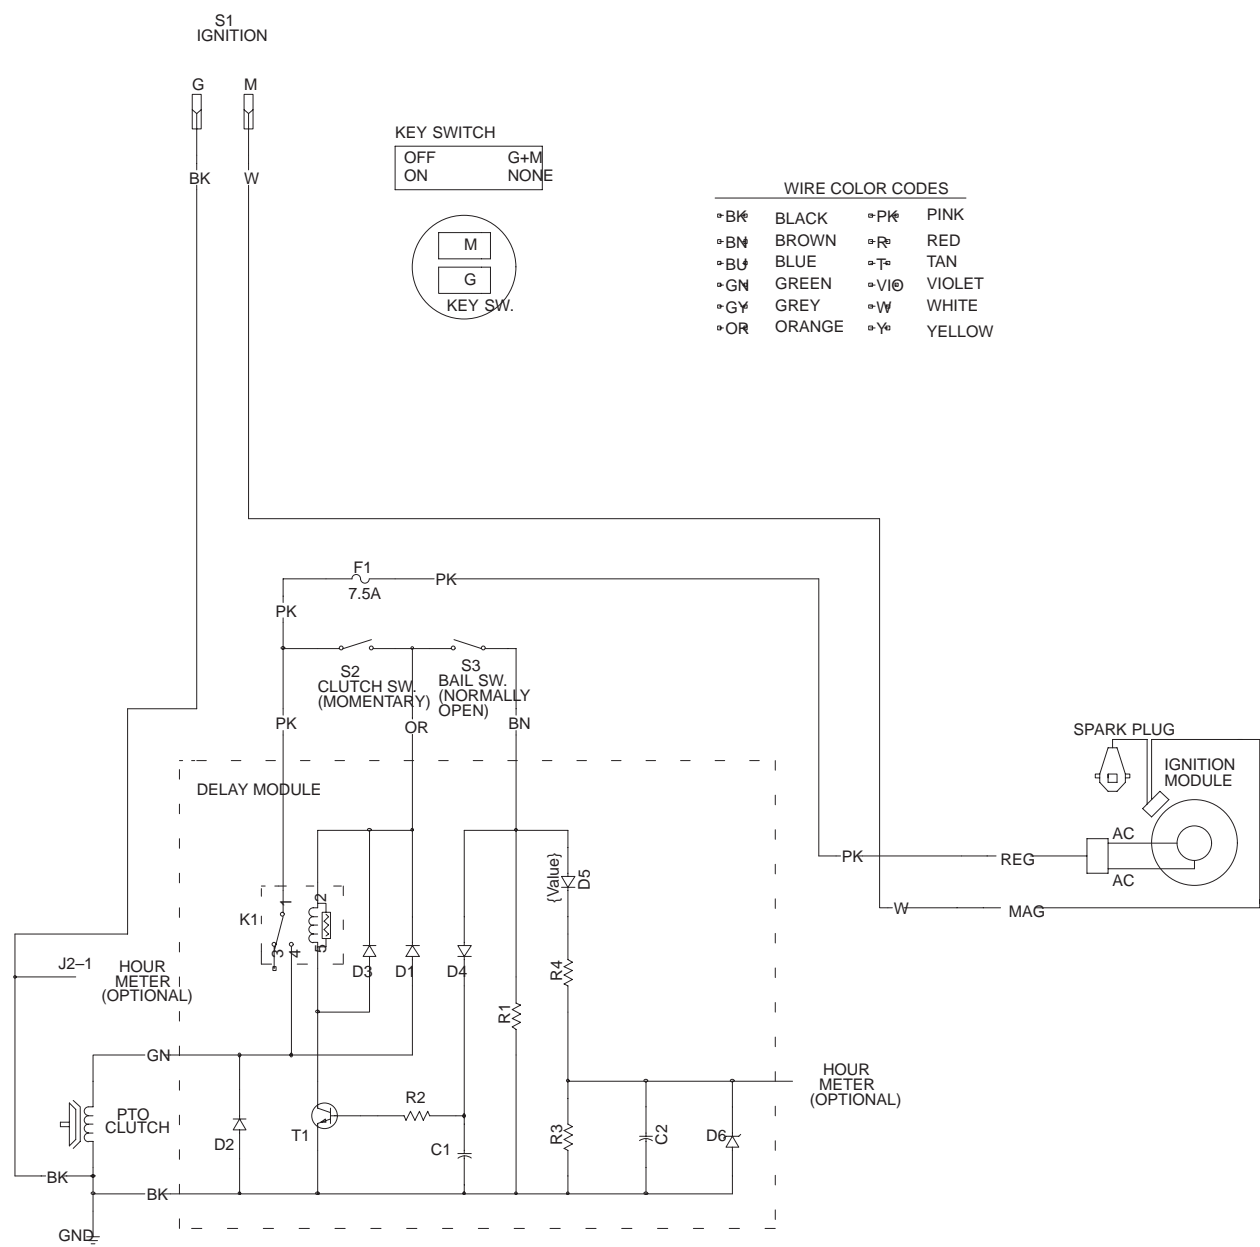 S1
IGNITION
G M
BK W
KEY SWITCH
OFF G+M
ON NONE
M
G
KEY SW.
WIRE COLOR CODES
BK BLACK PK PINK
BN BROWN R RED
BU BLUE T TAN
GN GREEN VIO VIOLET
GY GREY W WHITE
OR ORANGE Y YELLOW
F1
7.5A
PK
PK
S2
CLUTCH SW.
(MOMENTARY)
S3
BAIL SW.
(NORMALLY
OPEN)
PK OR BN
SPARK PLUG
IGNITION
MODULE
AC
AC
PK REG
W MAG
DELAY MODULE
{Value}
D5
K1
1
2
3
4
5
D3 D1 D4
R4
R1
J2–1
HOUR
METER
(OPTIONAL)
GN
HOUR
METER
(OPTIONAL)
PTO
CLUTCH
D2
T1
R2
C1
R3
C2
D6
BK
BK
GND